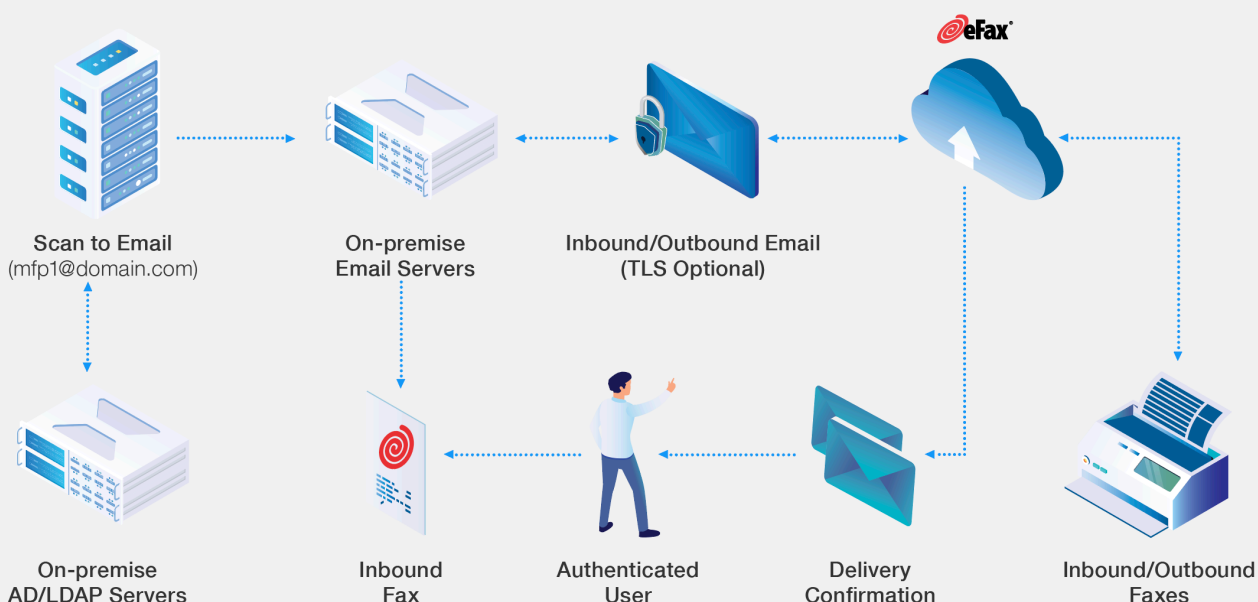 eFax®
Scan to Email
(mfp1@domain.com)
On-premise
Email Servers
Inbound/Outbound Email
(TLS Optional)
On-premise
AD/LDAP Servers
Inbound
Fax
Authenticated
User
Delivery
Confirmation
Inbound/Outbound
Faxes